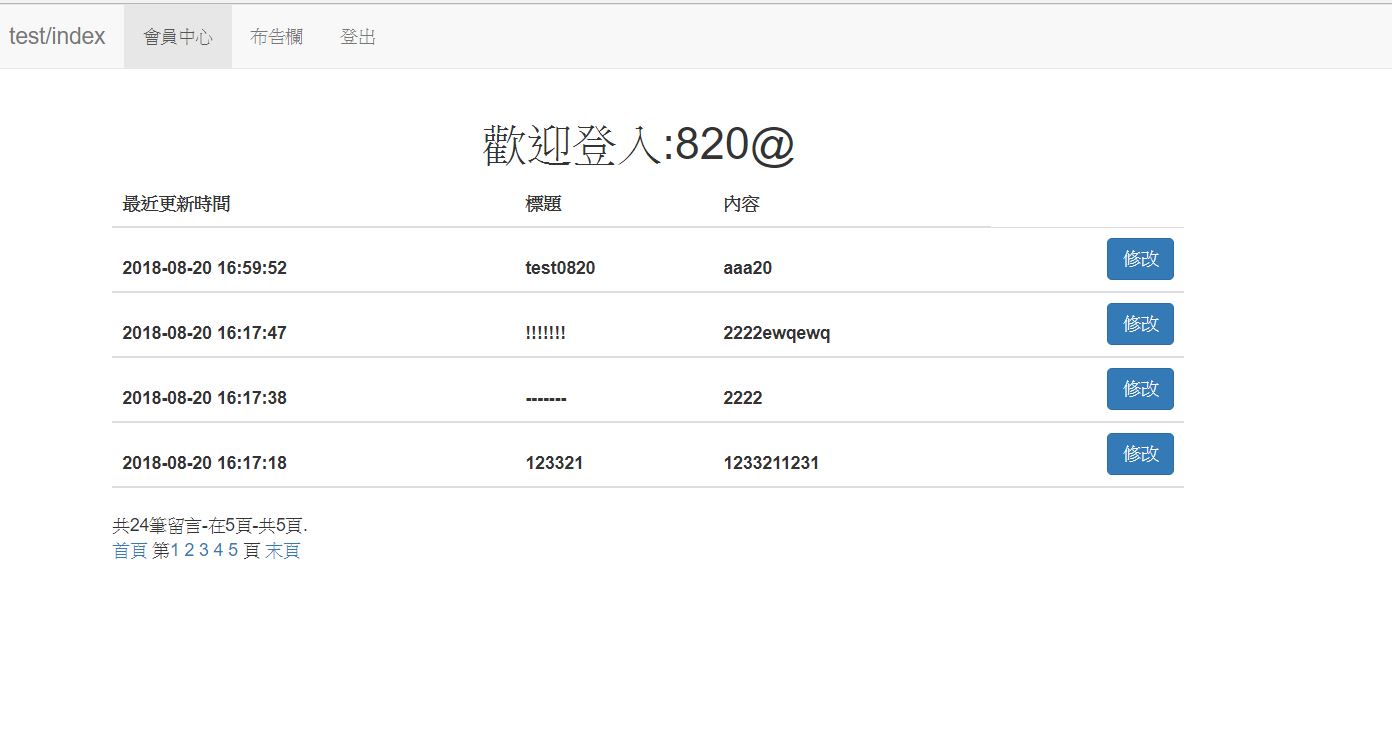 test/index 會員中心 布告欄 登出
歡迎登入:820@
最近更新時間 標題 內容
2018-08-20 16:59:52 test0820 aaa20 修改
2018-08-20 16:17:47 !!!!!!! 2222ewqewq 修改
2018-08-20 16:17:38 ------- 2222 修改
2018-08-20 16:17:18 123321 1233211231 修改
共24筆留言-在5頁-共5頁.
首頁 第1 2 3 4 5 頁 末頁